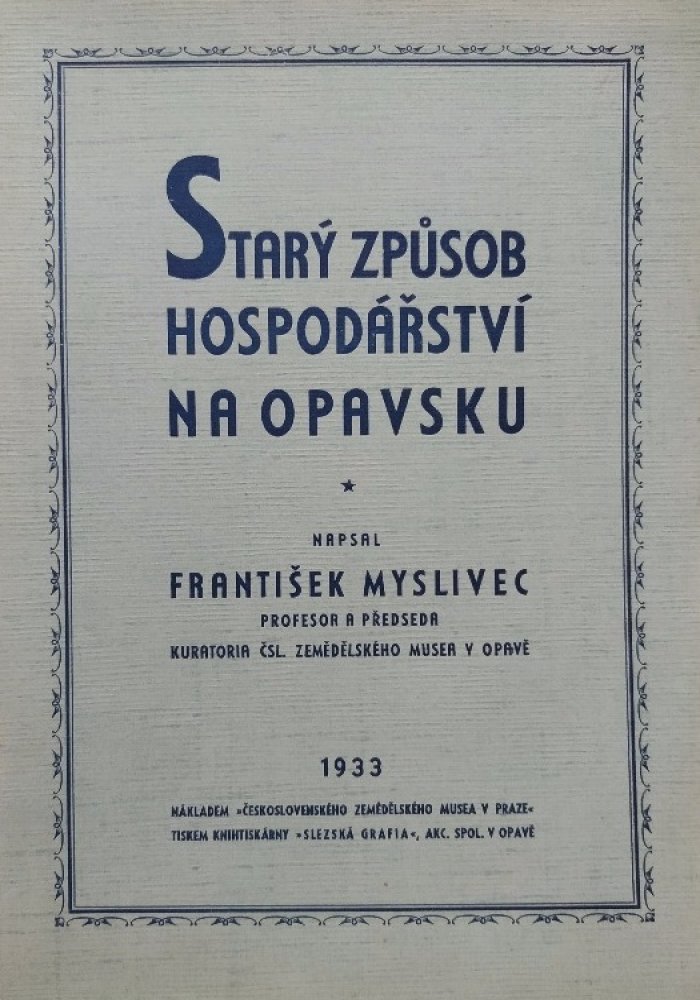 STARÝ ZPŮSOB
HOSPODÁŘSTVÍ
NA OPAVSKU
★
NAPSAL
FRANTIŠEK MYSLIVEC
PROFESOR A PŘEDSEDA
KURATORIA ČSL. ZEMĚDĚLSKÉHO MUSEA V OPAVĚ
1933
NÁKLADEM »ČESKOSLOVENSKÉHO ZEMĚDĚLSKÉHO MUSEA V PRAZE«
TISKEM KNIHTISKÁRNY »SLEZSKÁ GRAFIA«, AKC. SPOL. V OPAVĚ